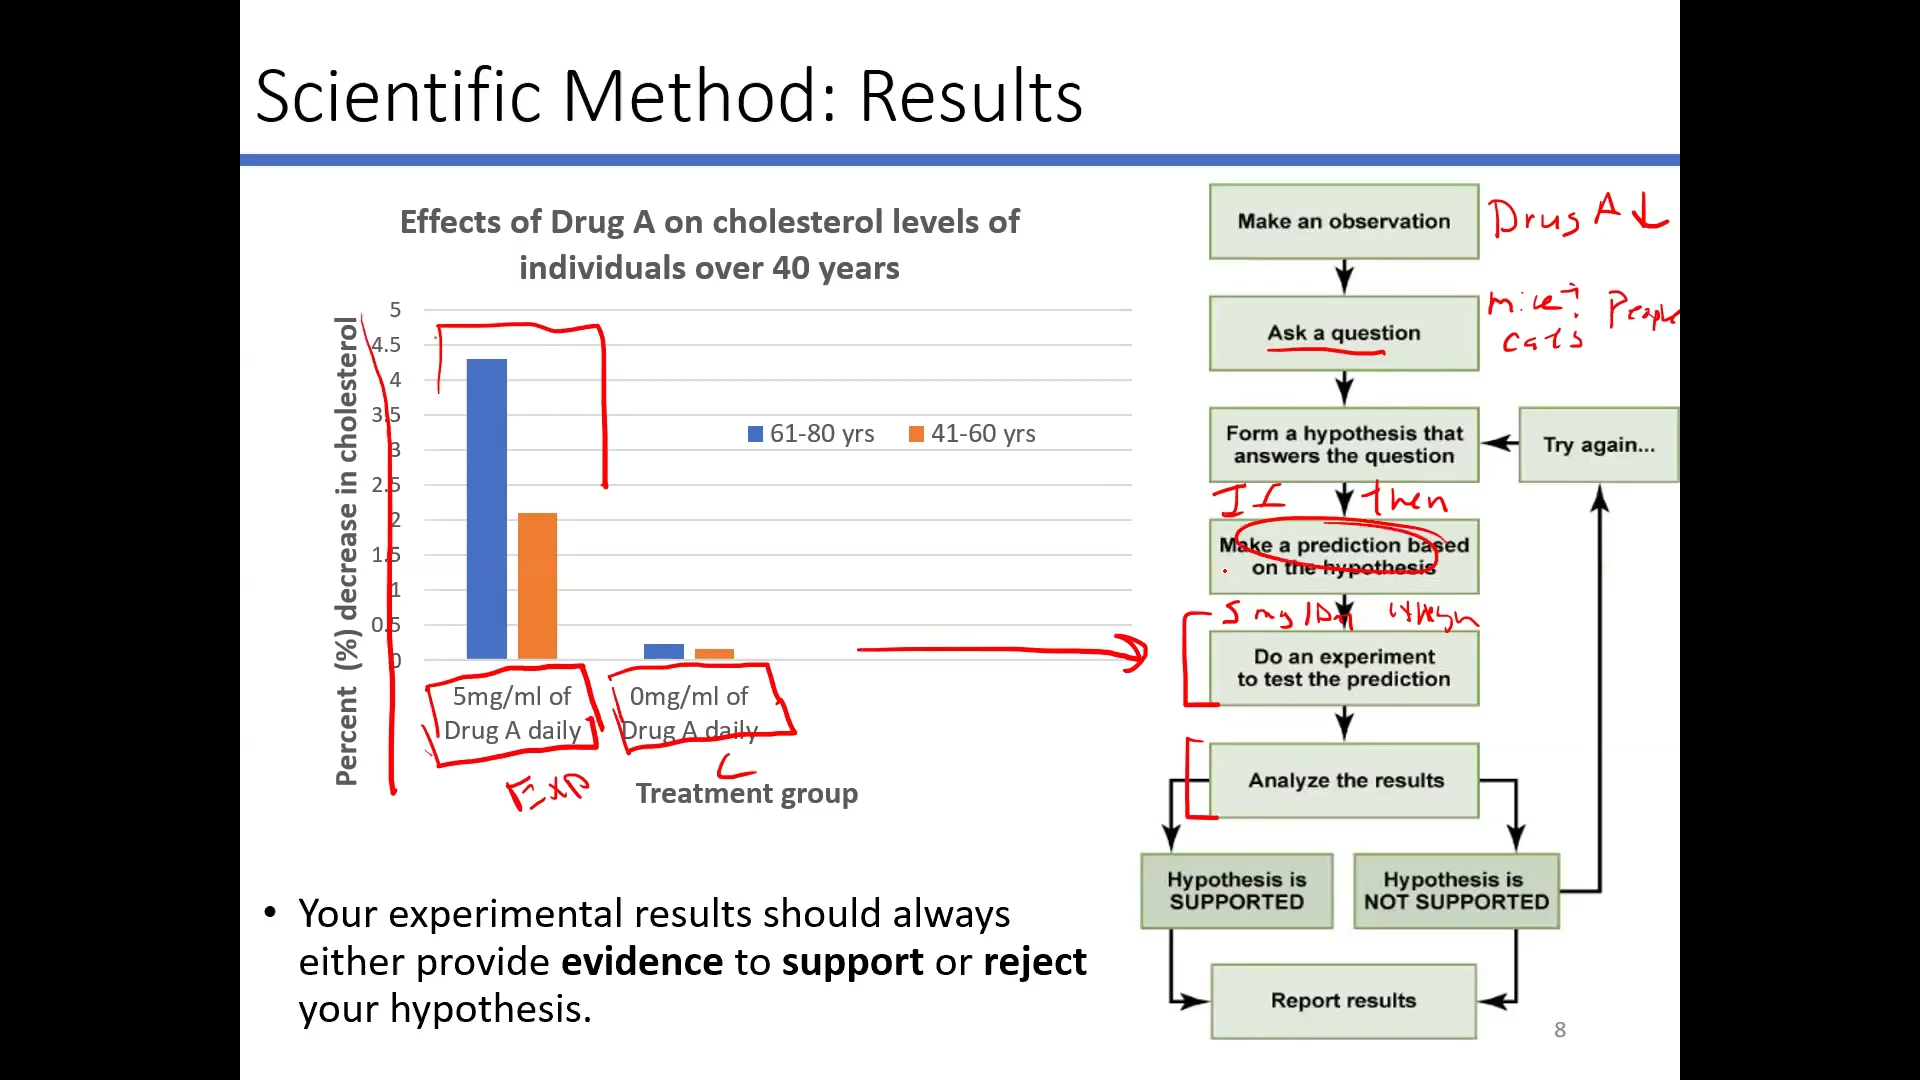 Scientific Method: Results
Effects of Drug A on cholesterol levels of
individuals over 40 years
Percent (%) decrease in cholesterol
5
4.5
4
3.5
3
2.5
2
1.5
1
0.5
0
61-80 yrs
41-60 yrs
5mg/ml of
Drug A daily
0mg/ml of
Drug A daily
Exp
C
Treatment group
• Your experimental results should always
either provide evidence to support or reject
your hypothesis.
Make an observation
Drug A ↓
Ask a question
mice? People
cats
Form a hypothesis that
answers the question
Try again...
If then
Make a prediction based
on the hypothesis
5 mg
Do an experiment
to test the prediction
Analyze the results
Hypothesis is
SUPPORTED
Hypothesis is
NOT SUPPORTED
Report results
8